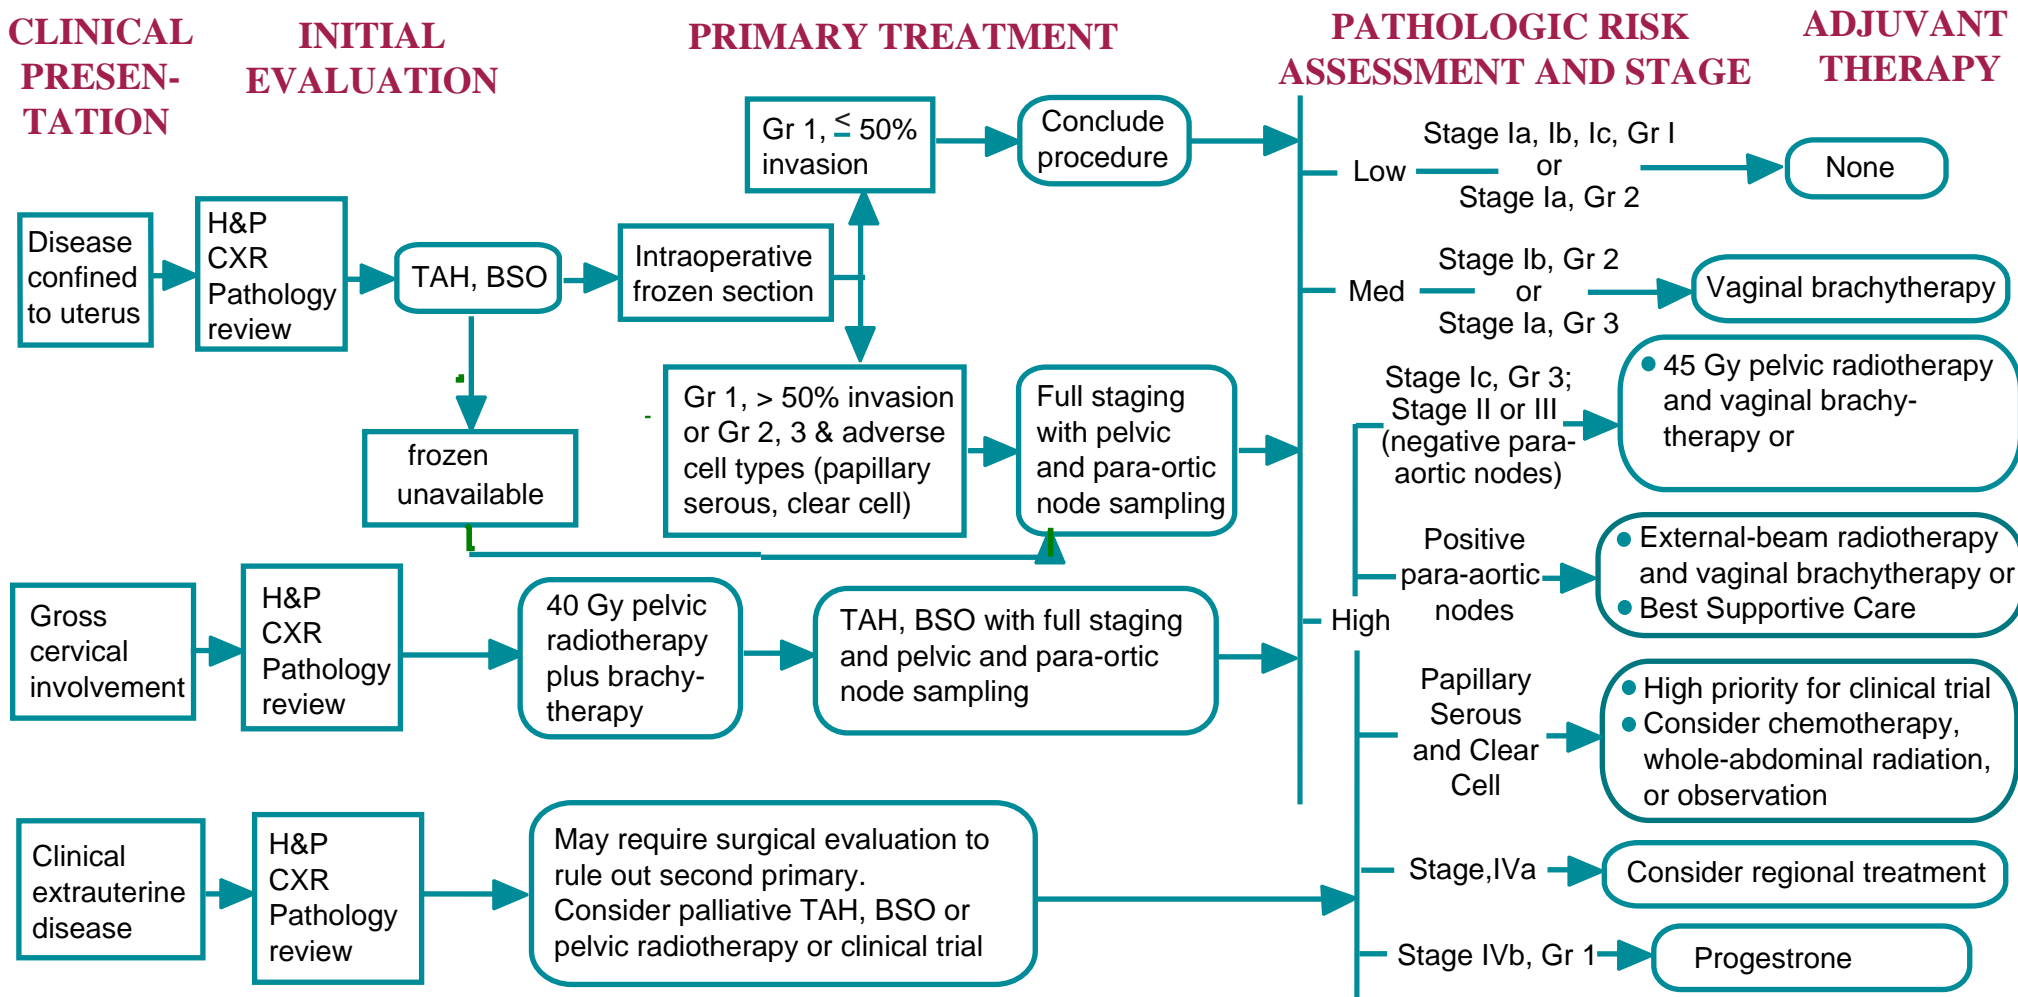 CLINICAL
PRESEN-
TATION
INITIAL
EVALUATION
PRIMARY TREATMENT
PATHOLOGIC RISK
ASSESSMENT AND STAGE
ADJUVANT
THERAPY
Disease
confined
to uterus
H&P
CXR
Pathology
review
TAH, BSO
Intraoperative
frozen section
Gr 1, ≤ 50%
invasion
Conclude
procedure
frozen
unavailable
Gr 1, > 50% invasion
or Gr 2, 3 & adverse
cell types (papillary
serous, clear cell)
Full staging
with pelvic
and para-ortic
node sampling
Gross
cervical
involvement
H&P
CXR
Pathology
review
40 Gy pelvic
radiotherapy
plus brachy-
therapy
TAH, BSO with full staging
and pelvic and para-ortic
node sampling
Clinical
extrauterine
disease
H&P
CXR
Pathology
review
May require surgical evaluation to
rule out second primary.
Consider palliative TAH, BSO or
pelvic radiotherapy or clinical trial
Low
Stage Ia, Ib, Ic, Gr I
or
Stage Ia, Gr 2
None
Med
Stage Ib, Gr 2
or
Stage Ia, Gr 3
Vaginal brachytherapy
High
Stage Ic, Gr 3;
Stage II or III
(negative para-
aortic nodes)
• 45 Gy pelvic radiotherapy
and vaginal brachy-
therapy or
Positive
para-aortic
nodes
• External-beam radiotherapy
and vaginal brachytherapy or
• Best Supportive Care
Papillary
Serous
and Clear
Cell
• High priority for clinical trial
• Consider chemotherapy,
whole-abdominal radiation,
or observation
Stage,IVa
Consider regional treatment
Stage IVb, Gr 1
Progestrone